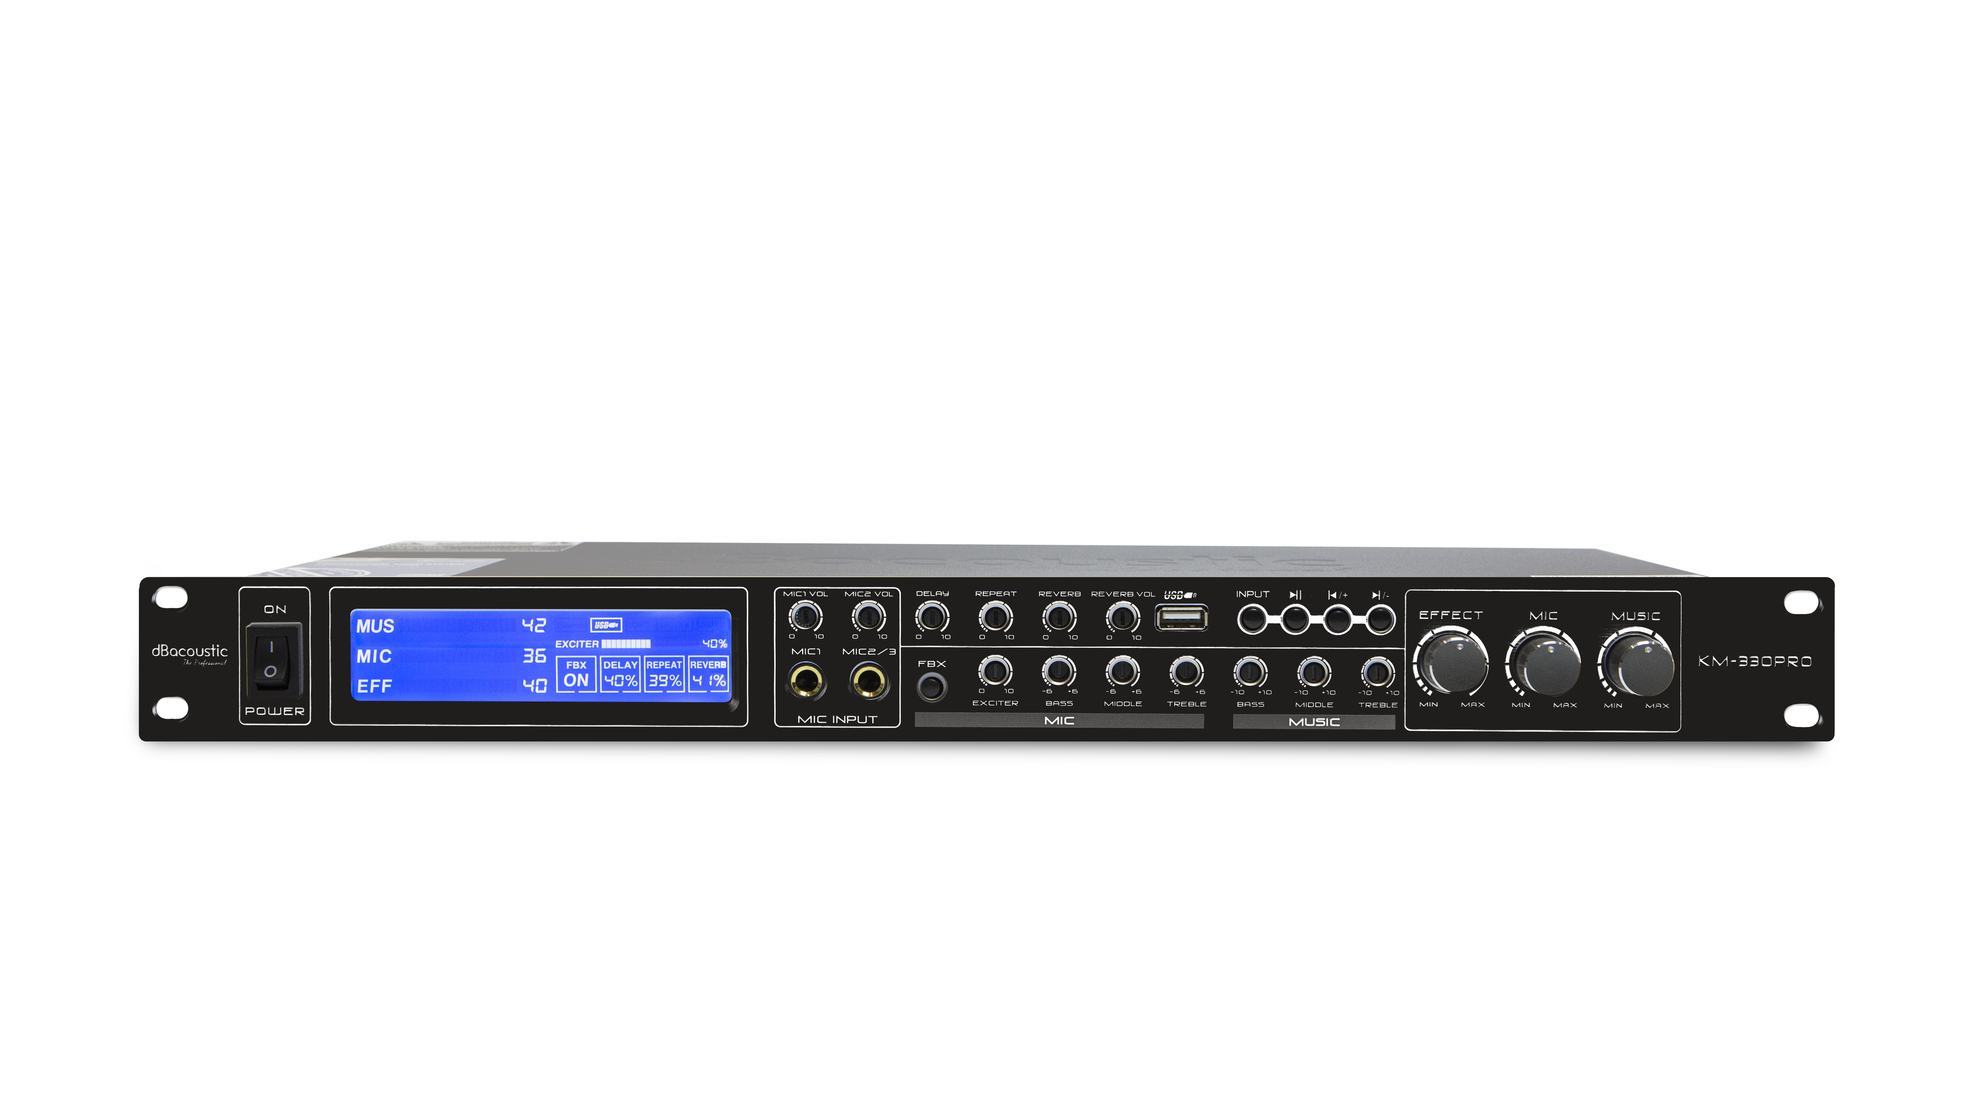 dBacoustic
The Professional
ON
POWER
MUS 42
MIC 36
EFF 40
USB
EXCITER 40%
FBX DELAY REPEAT REVERB
ON 40% 39% 41%
MIC1 VOL MIC2 VOL
0 10 0 10
MIC1 MIC2/3
MIC INPUT
DELAY REPEAT REVERB REVERB VOL USB
0 10 0 10 0 10 0 10
INPUT /+ /-
FBX
0 10 -6 +6 -6 +6 -6 +6
EXCITER BASS MIDDLE TREBLE
MIC
-10 +10 -10 +10 -10 +10
BASS MIDDLE TREBLE
MUSIC
EFFECT MIC MUSIC
MIN MAX MIN MAX MIN MAX
KM-330PRO